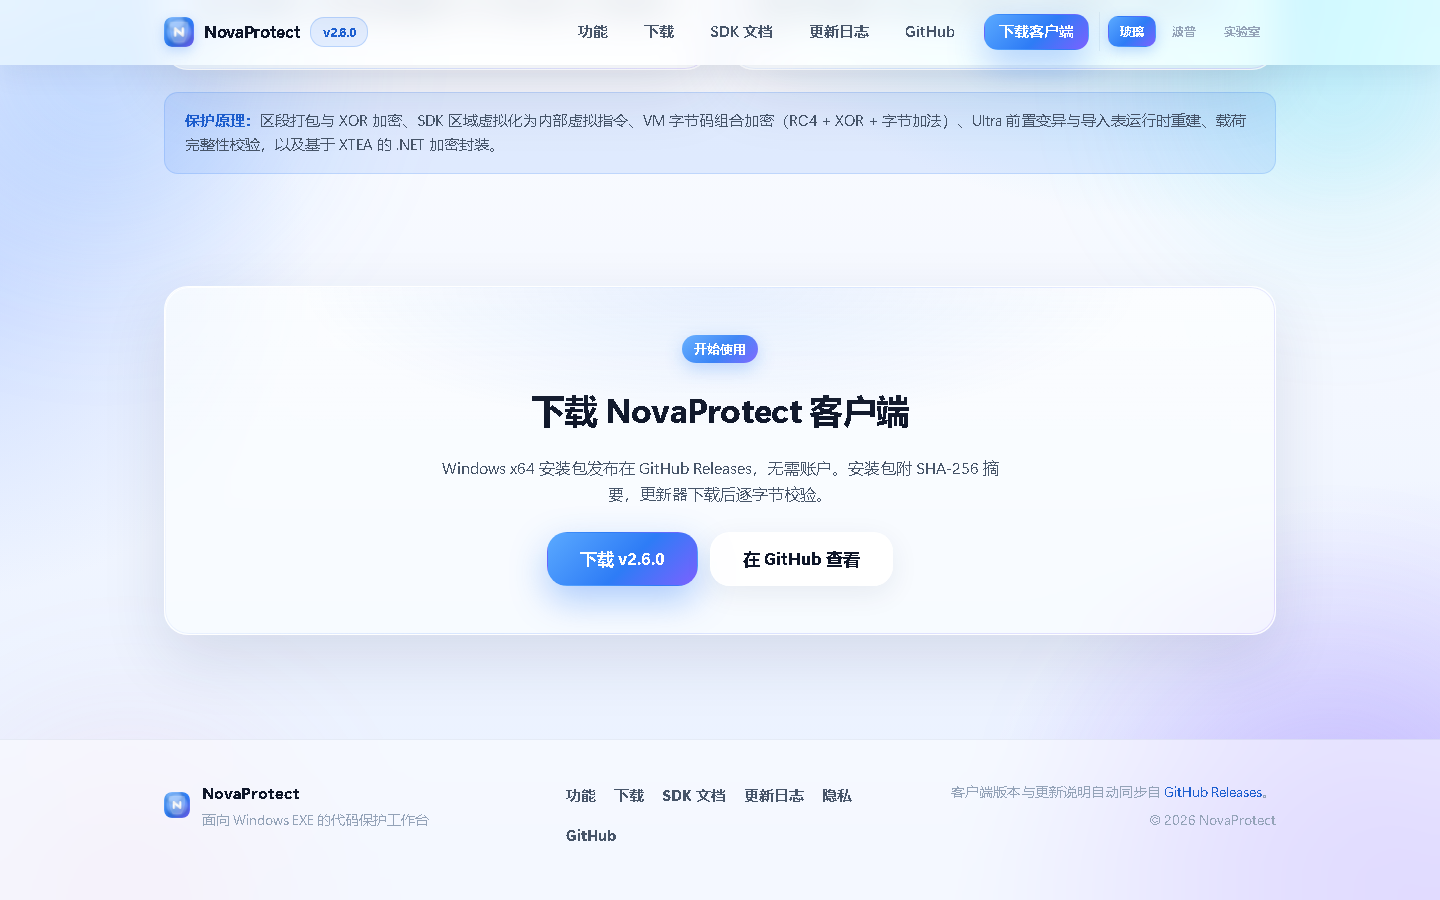 NovaProtect v2.6.0 功能 下载 SDK 文档 更新日志 GitHub 下载客户端 玻璃 波普 实验室
保护原理：区段打包与 XOR 加密、SDK 区域虚拟化为内部虚拟指令、VM 字节码组合加密（RC4 + XOR + 字节加法）、Ultra 前置变异与导入表运行时重建、载荷
完整性校验，以及基于 XTEA 的 .NET 加密封装。
开始使用
下载 NovaProtect 客户端
Windows x64 安装包发布在 GitHub Releases，无需账户。安装包附 SHA-256 摘
要，更新器下载后逐字节校验。
下载 v2.6.0 在 GitHub 查看
NovaProtect
面向 Windows EXE 的代码保护工作台
功能 下载 SDK 文档 更新日志 隐私
GitHub
客户端版本与更新说明自动同步自 GitHub Releases。
© 2026 NovaProtect